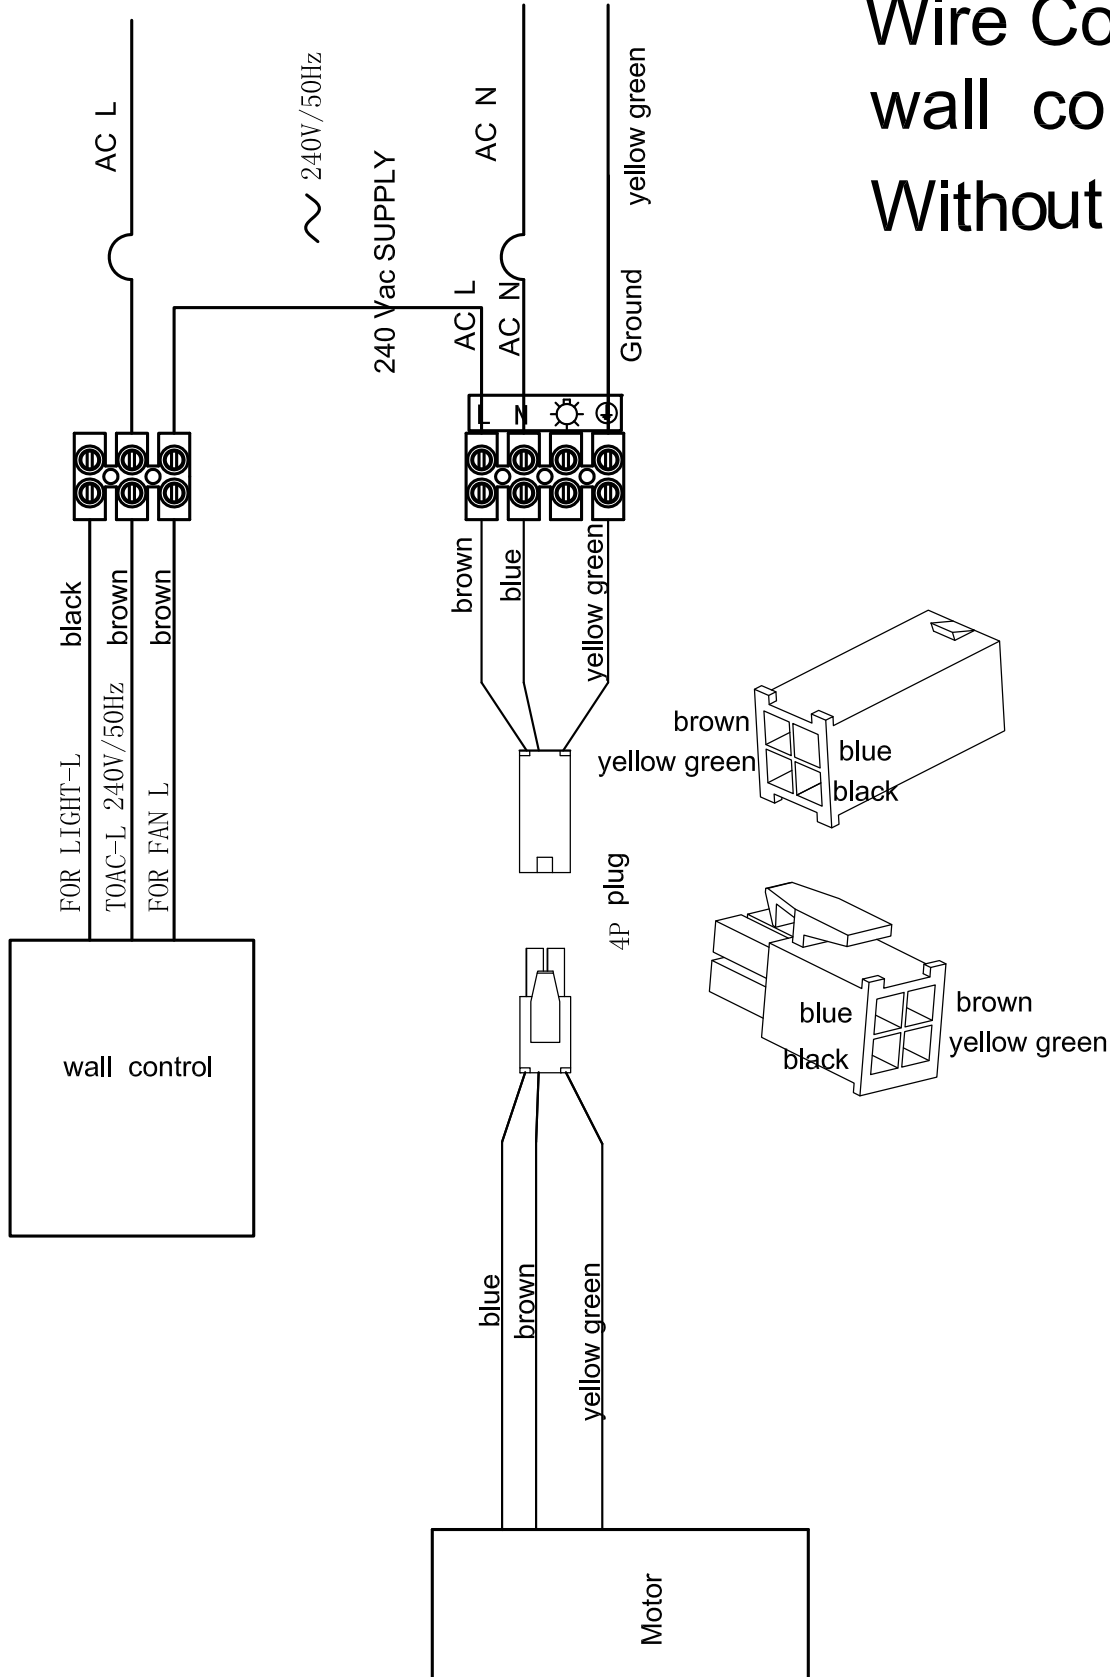 Wire Co
wall co
Without
AC L
240V/50Hz
240 Vac SUPPLY
AC N
yellow green
AC L
AC N
Ground
L N
black
brown
brown
FOR LIGHT-L
TOAC-L 240V/50Hz
FOR FAN L
wall control
brown
blue
yellow green
4P plug
brown
yellow green
blue
black
blue
black
brown
yellow green
blue
brown
yellow green
Motor